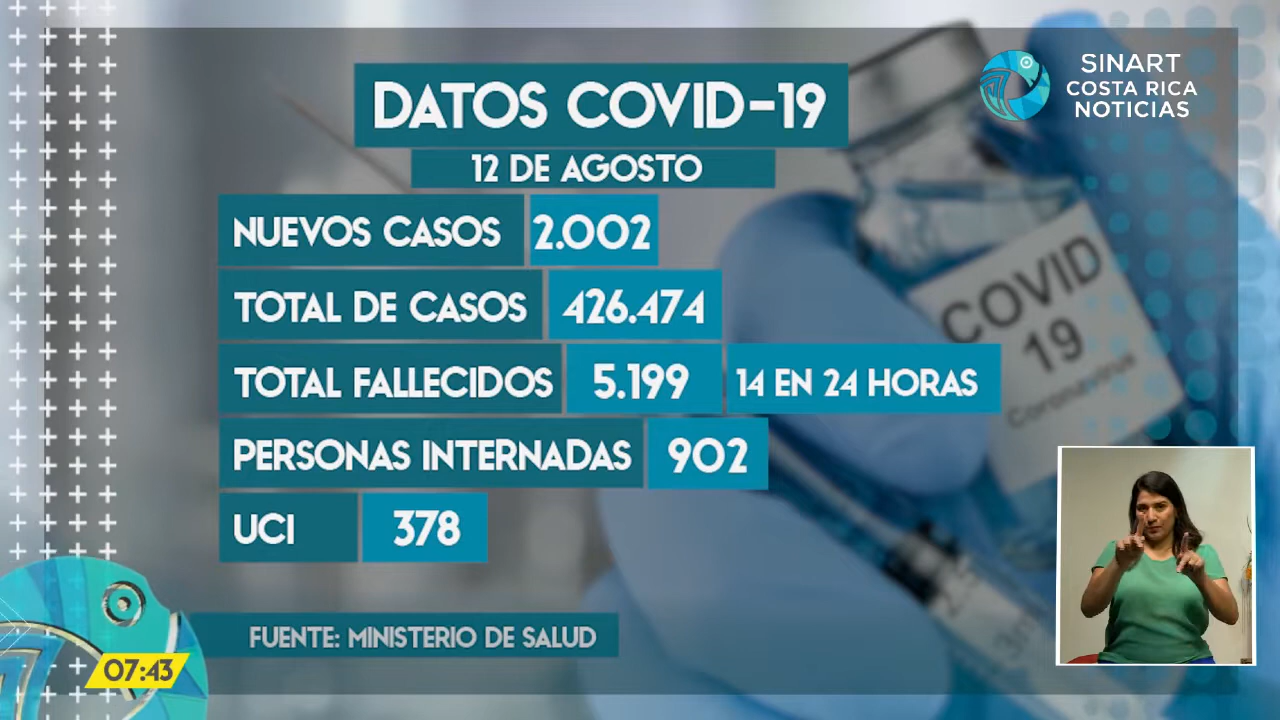 SINART
COSTA RICA
NOTICIAS
DATOS COVID-19
12 DE AGOSTO
NUEVOS CASOS 2.002
TOTAL DE CASOS 426.474
TOTAL FALLECIDOS 5.199 14 EN 24 HORAS
PERSONAS INTERNADAS 902
UCI 378
FUENTE: MINISTERIO DE SALUD
07:43
COVID
19
Coronavirus